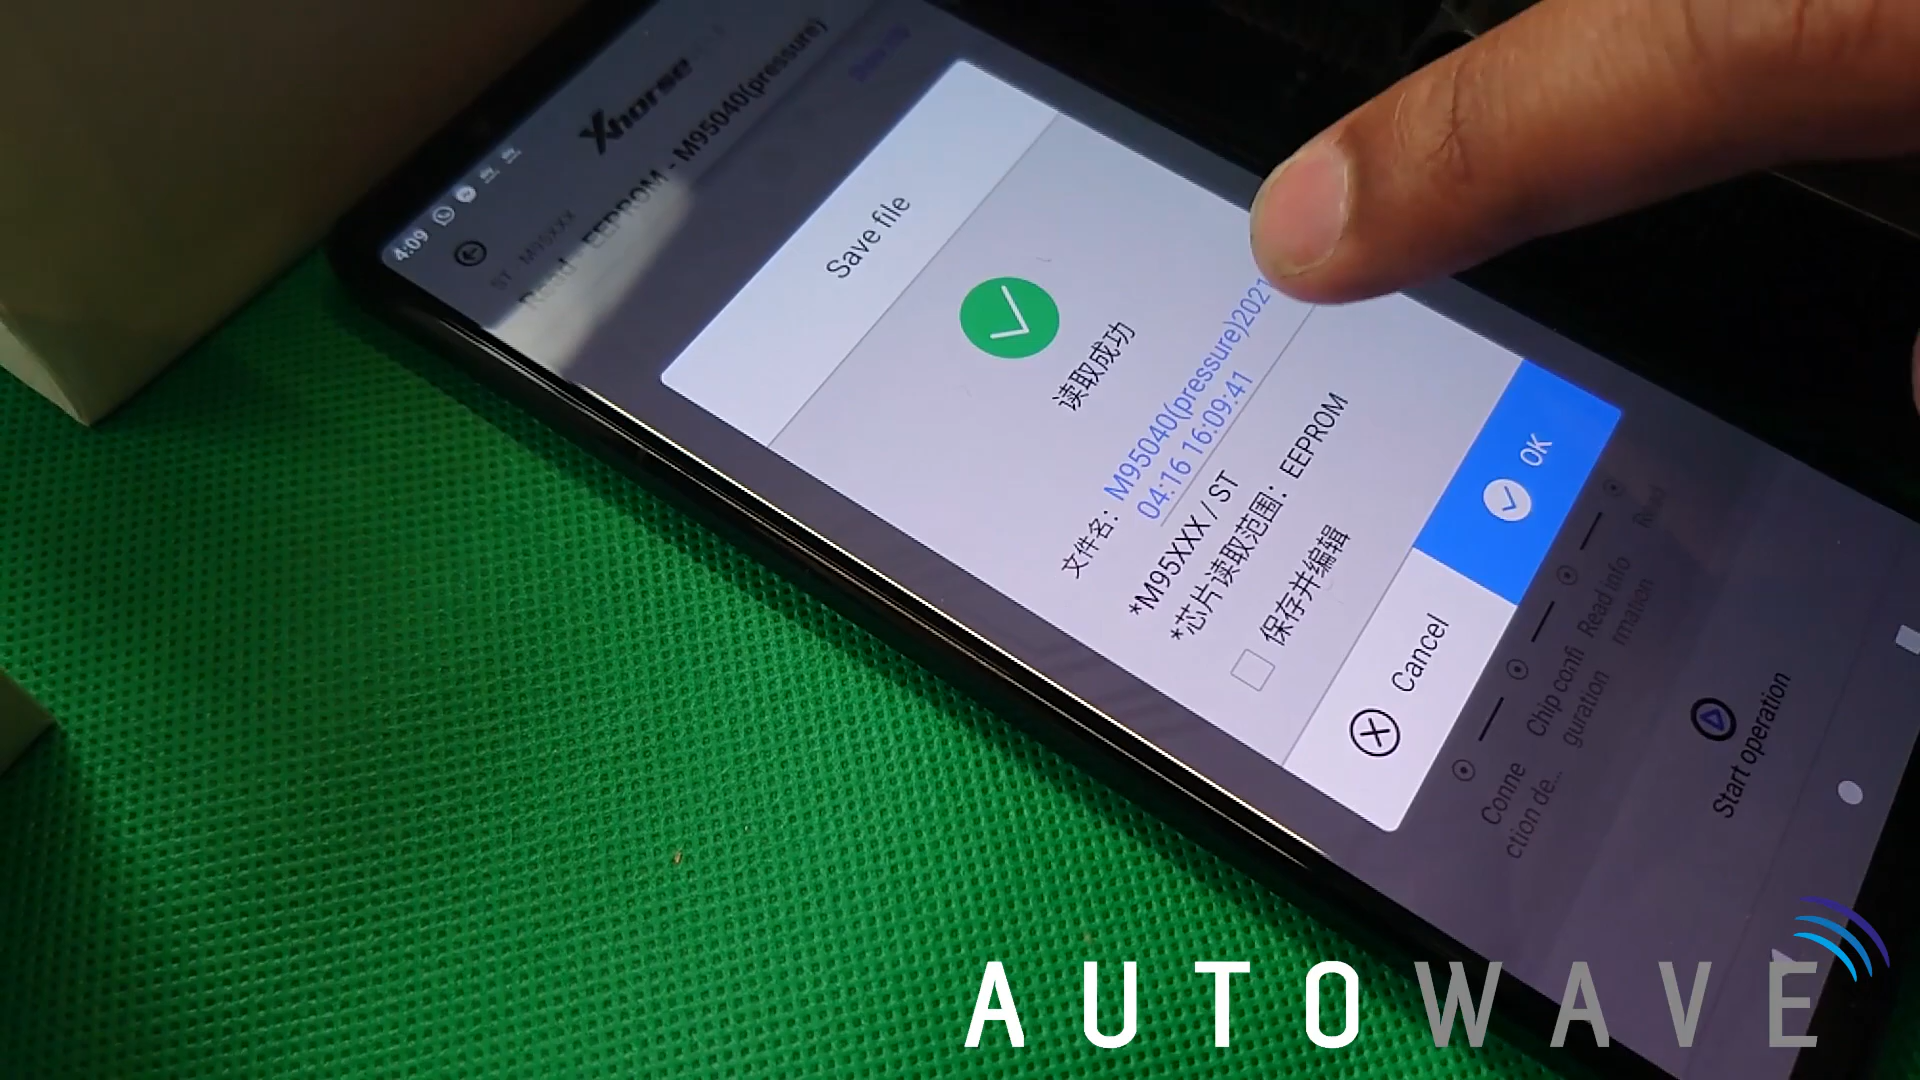 4:09
Xhorse
ST M95XXX
Read - EEPROM - M95040(pressure)
Save file
读取成功
文件名：M95040(pressure)2021
04:16 16:09:41
*M95XXX / ST
*芯片读取范围：EEPROM
保存并编辑
Cancel
OK
Conne
ction de...
Chip confi
guration
Read info
rmation
Read
Start operation
AUTOWAVE